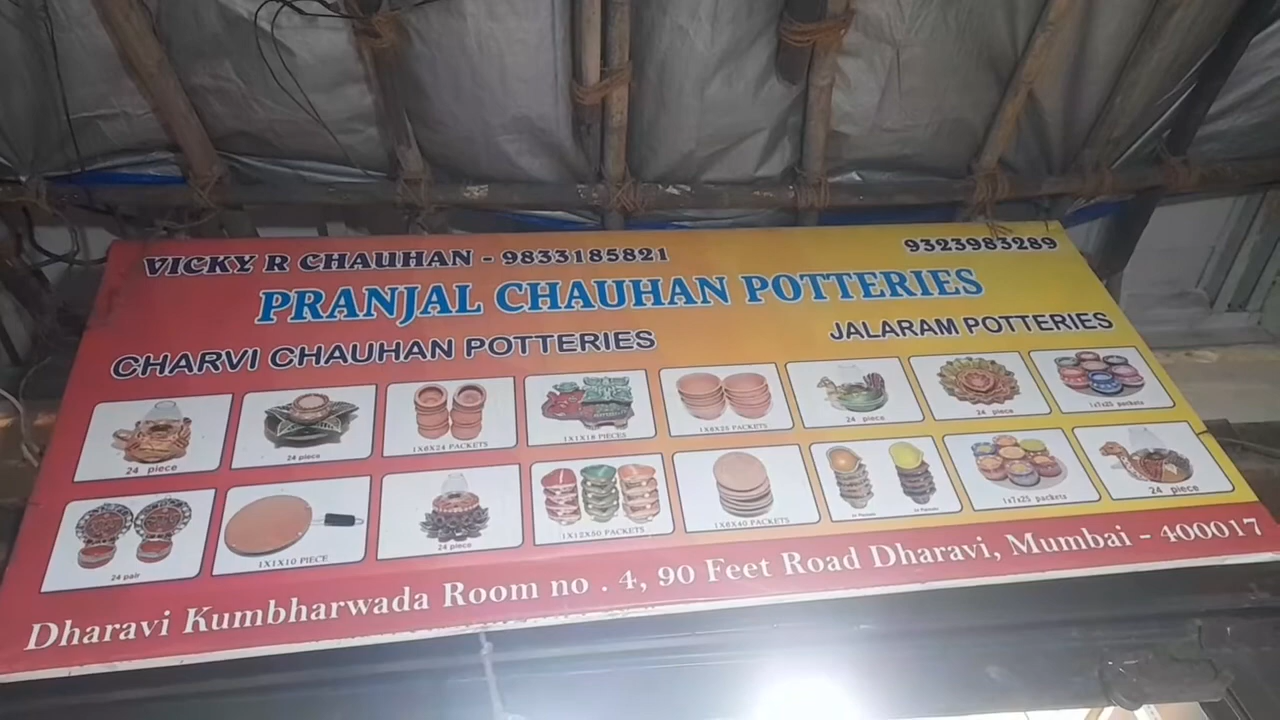 VICKY R CHAUHAN - 9833185821
9323983289
PRANJAL CHAUHAN POTTERIES
CHARVI CHAUHAN POTTERIES
JALARAM POTTERIES
24 piece
24 piece
1X6X24 PACKETS
1X1X18 PIECES
1X8X25 PACKETS
24 piece
24 piece
1x7x25 packets
24 pair
1X1X10 PIECE
24 piece
1X12X50 PACKETS
1X8X40 PACKETS
1x7x25 packets
24 piece
Dharavi Kumbharwada Room no . 4, 90 Feet Road Dharavi, Mumbai - 400017